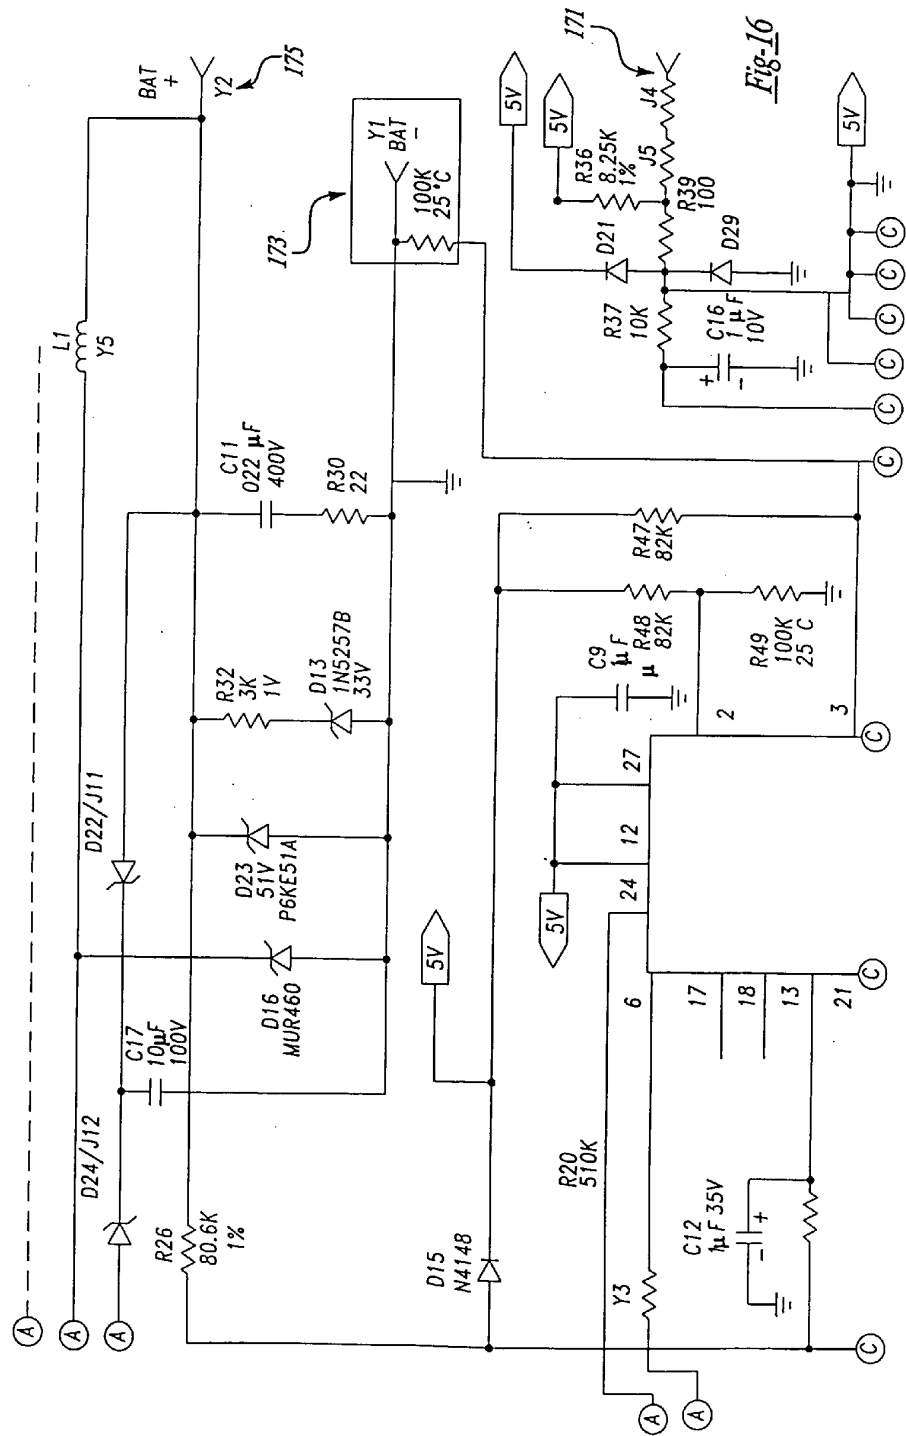 A
A
A
D24/J12
C17
10µF
100V
D22/J11
L1
Y5
BAT
+
Y2
175
R26
80.6K
1%
D16
MUR460
D23
51V
P6KE51A
R32
3K
1V
D13
1N5257B
33V
C11
022 µF
400V
R30
22
173
Y1
BAT
-
100K
25°C
5V
D15
N4148
5V
5V
171
R36
8.25K
1%
J5
J4
R39
100
D21
D29
R37
10K
C16
1 µF
10V
+
-
5V
Fig-16
R47
82K
R48
82K
R49
100K
25 C
C9
1µF
µ
5V
24
12
27
2
3
6
17
18
13
21
R20
510K
Y3
C12
1µF 35V
+
-
A
A
C
C
C
C
C
C
C
C
C
C